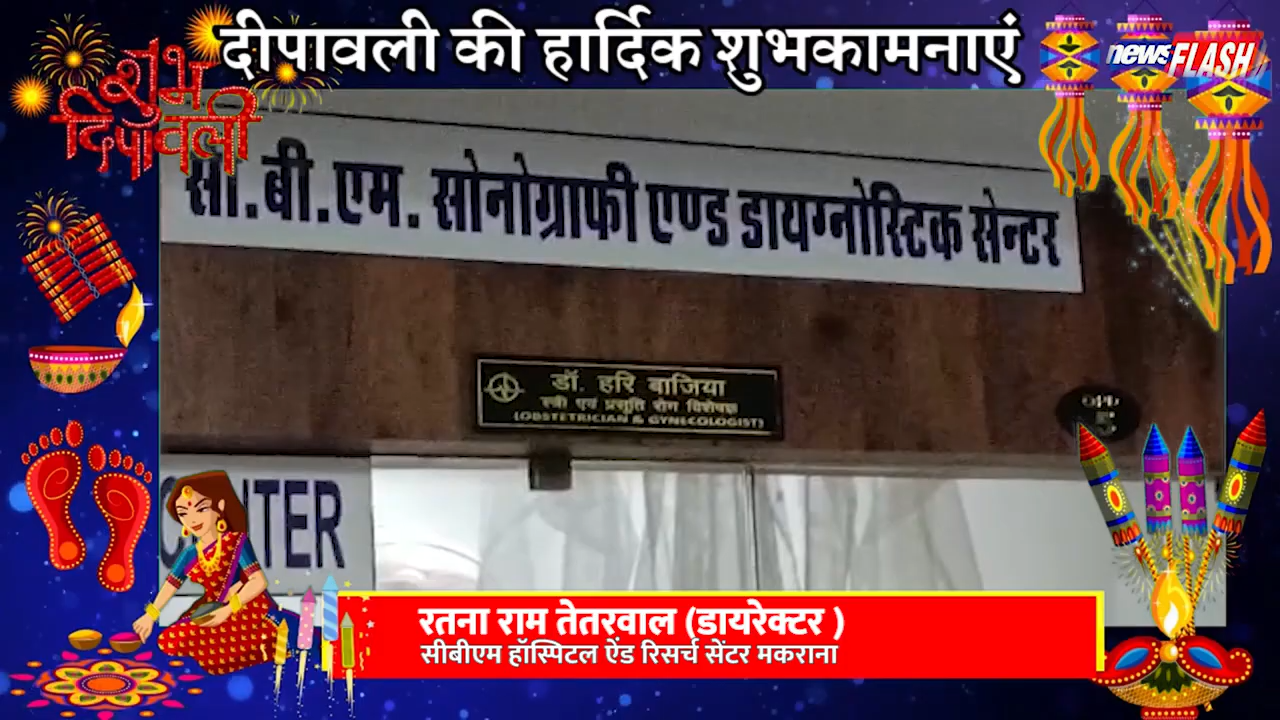 दीपावली की हार्दिक शुभकामनाएं
news FLASH
शुभ
दिपावली
सी.बी.एम. सोनोग्राफी एण्ड डायग्नोस्टिक सेन्टर
डॉ. हरि बाजिया
स्त्री एवं प्रसूति रोग विशेषज्ञ
(OBSTETRICIAN & GYNECOLOGIST)
OPD
5
रतना राम तेतरवाल (डायरेक्टर )
सीबीएम हॉस्पिटल ऐंड रिसर्च सेंटर मकराना